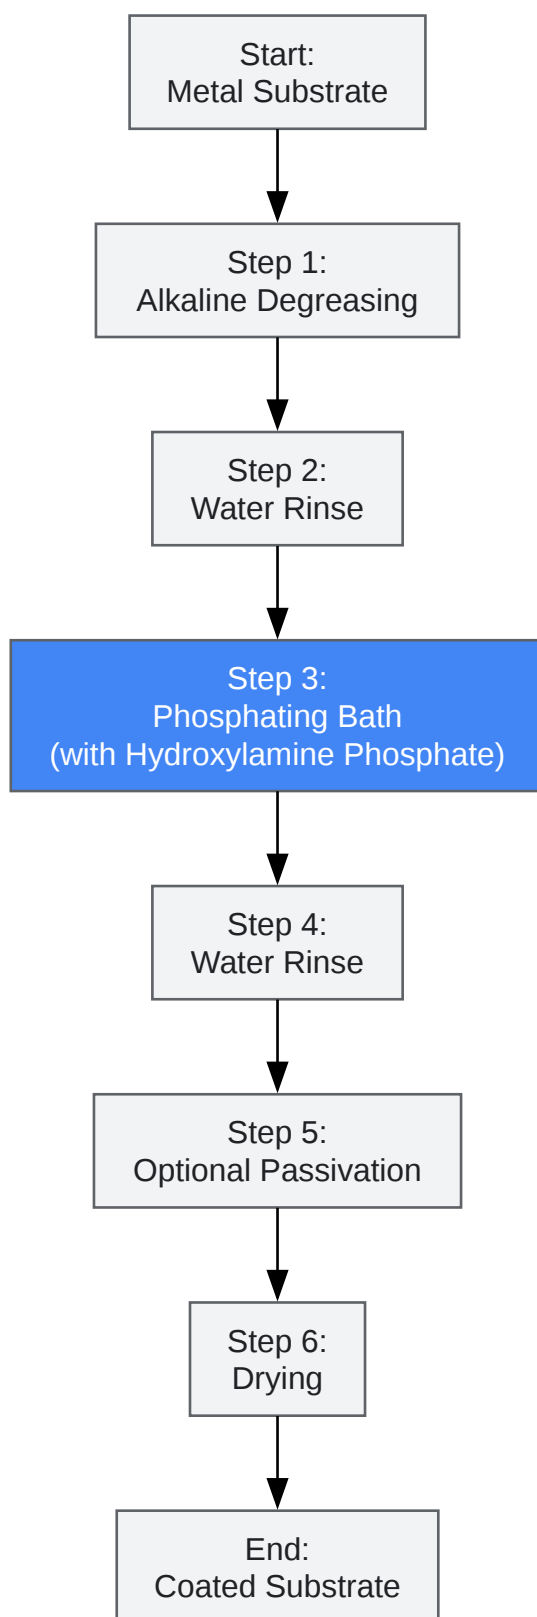 Start:
Metal Substrate
Step 1:
Alkaline Degreasing
Step 2:
Water Rinse
Step 3:
Phosphating Bath
(with Hydroxylamine Phosphate)
Step 4:
Water Rinse
Step 5:
Optional Passivation
Step 6:
Drying
End:
Coated Substrate